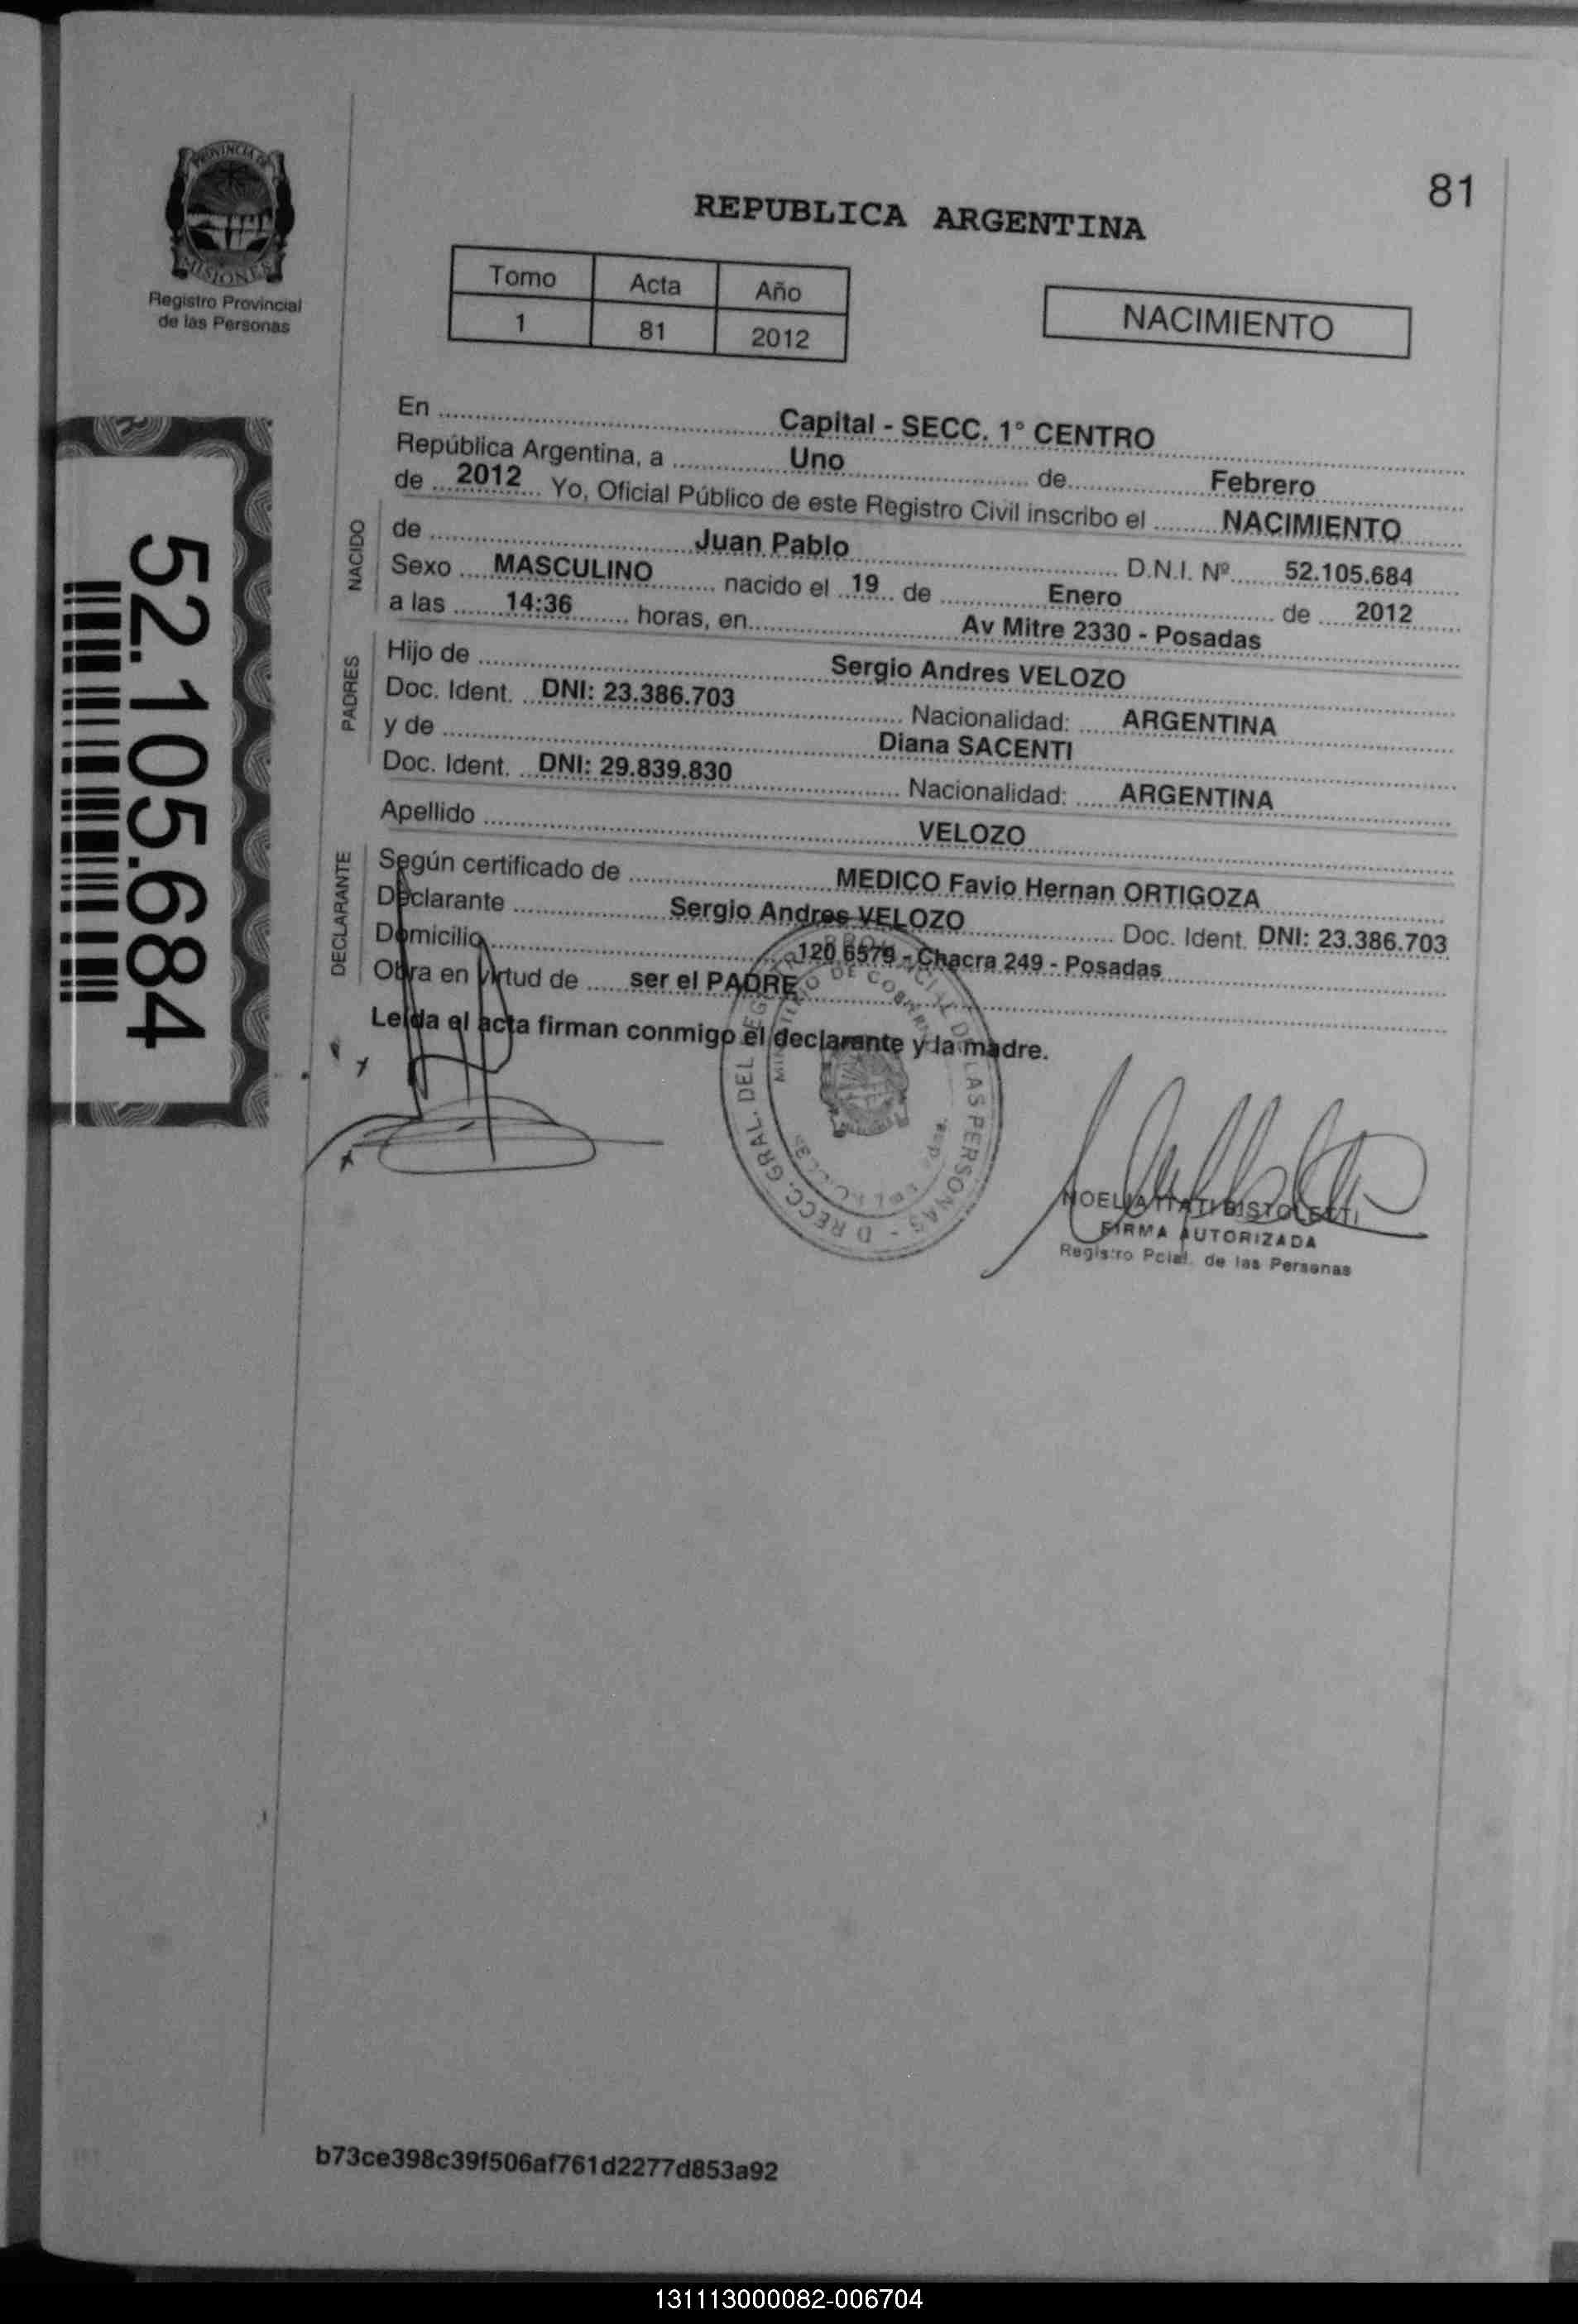 PROVINCIA DE
MISIONES
Registro Provincial
de las Personas
81
REPUBLICA ARGENTINA
Tomo Acta Año
1 81 2012
NACIMIENTO
52.105.684
En Capital - SECC. 1° CENTRO
República Argentina, a Uno de Febrero
de 2012 Yo, Oficial Público de este Registro Civil inscribo el NACIMIENTO
NACIDO
de Juan Pablo D.N.I. Nº 52.105.684
Sexo MASCULINO nacido el 19 de Enero de 2012
a las 14:36 horas, en Av Mitre 2330 - Posadas
PADRES
Hijo de Sergio Andres VELOZO
Doc. Ident. DNI: 23.386.703 Nacionalidad: ARGENTINA
y de Diana SACENTI
Doc. Ident. DNI: 29.839.830 Nacionalidad: ARGENTINA
Apellido VELOZO
DECLARANTE
Según certificado de MEDICO Favio Hernan ORTIGOZA
Declarante Sergio Andres VELOZO Doc. Ident. DNI: 23.386.703
Domicilio 120 6579 - Chacra 249 - Posadas
Obra en virtud de ser el PADRE
Leída el acta firman conmigo el declarante y la madre.
FIRMA AUTORIZADA
Registro Pcial. de las Personas
b73ce398c39f506af761d2277d853a92
131113000082-006704